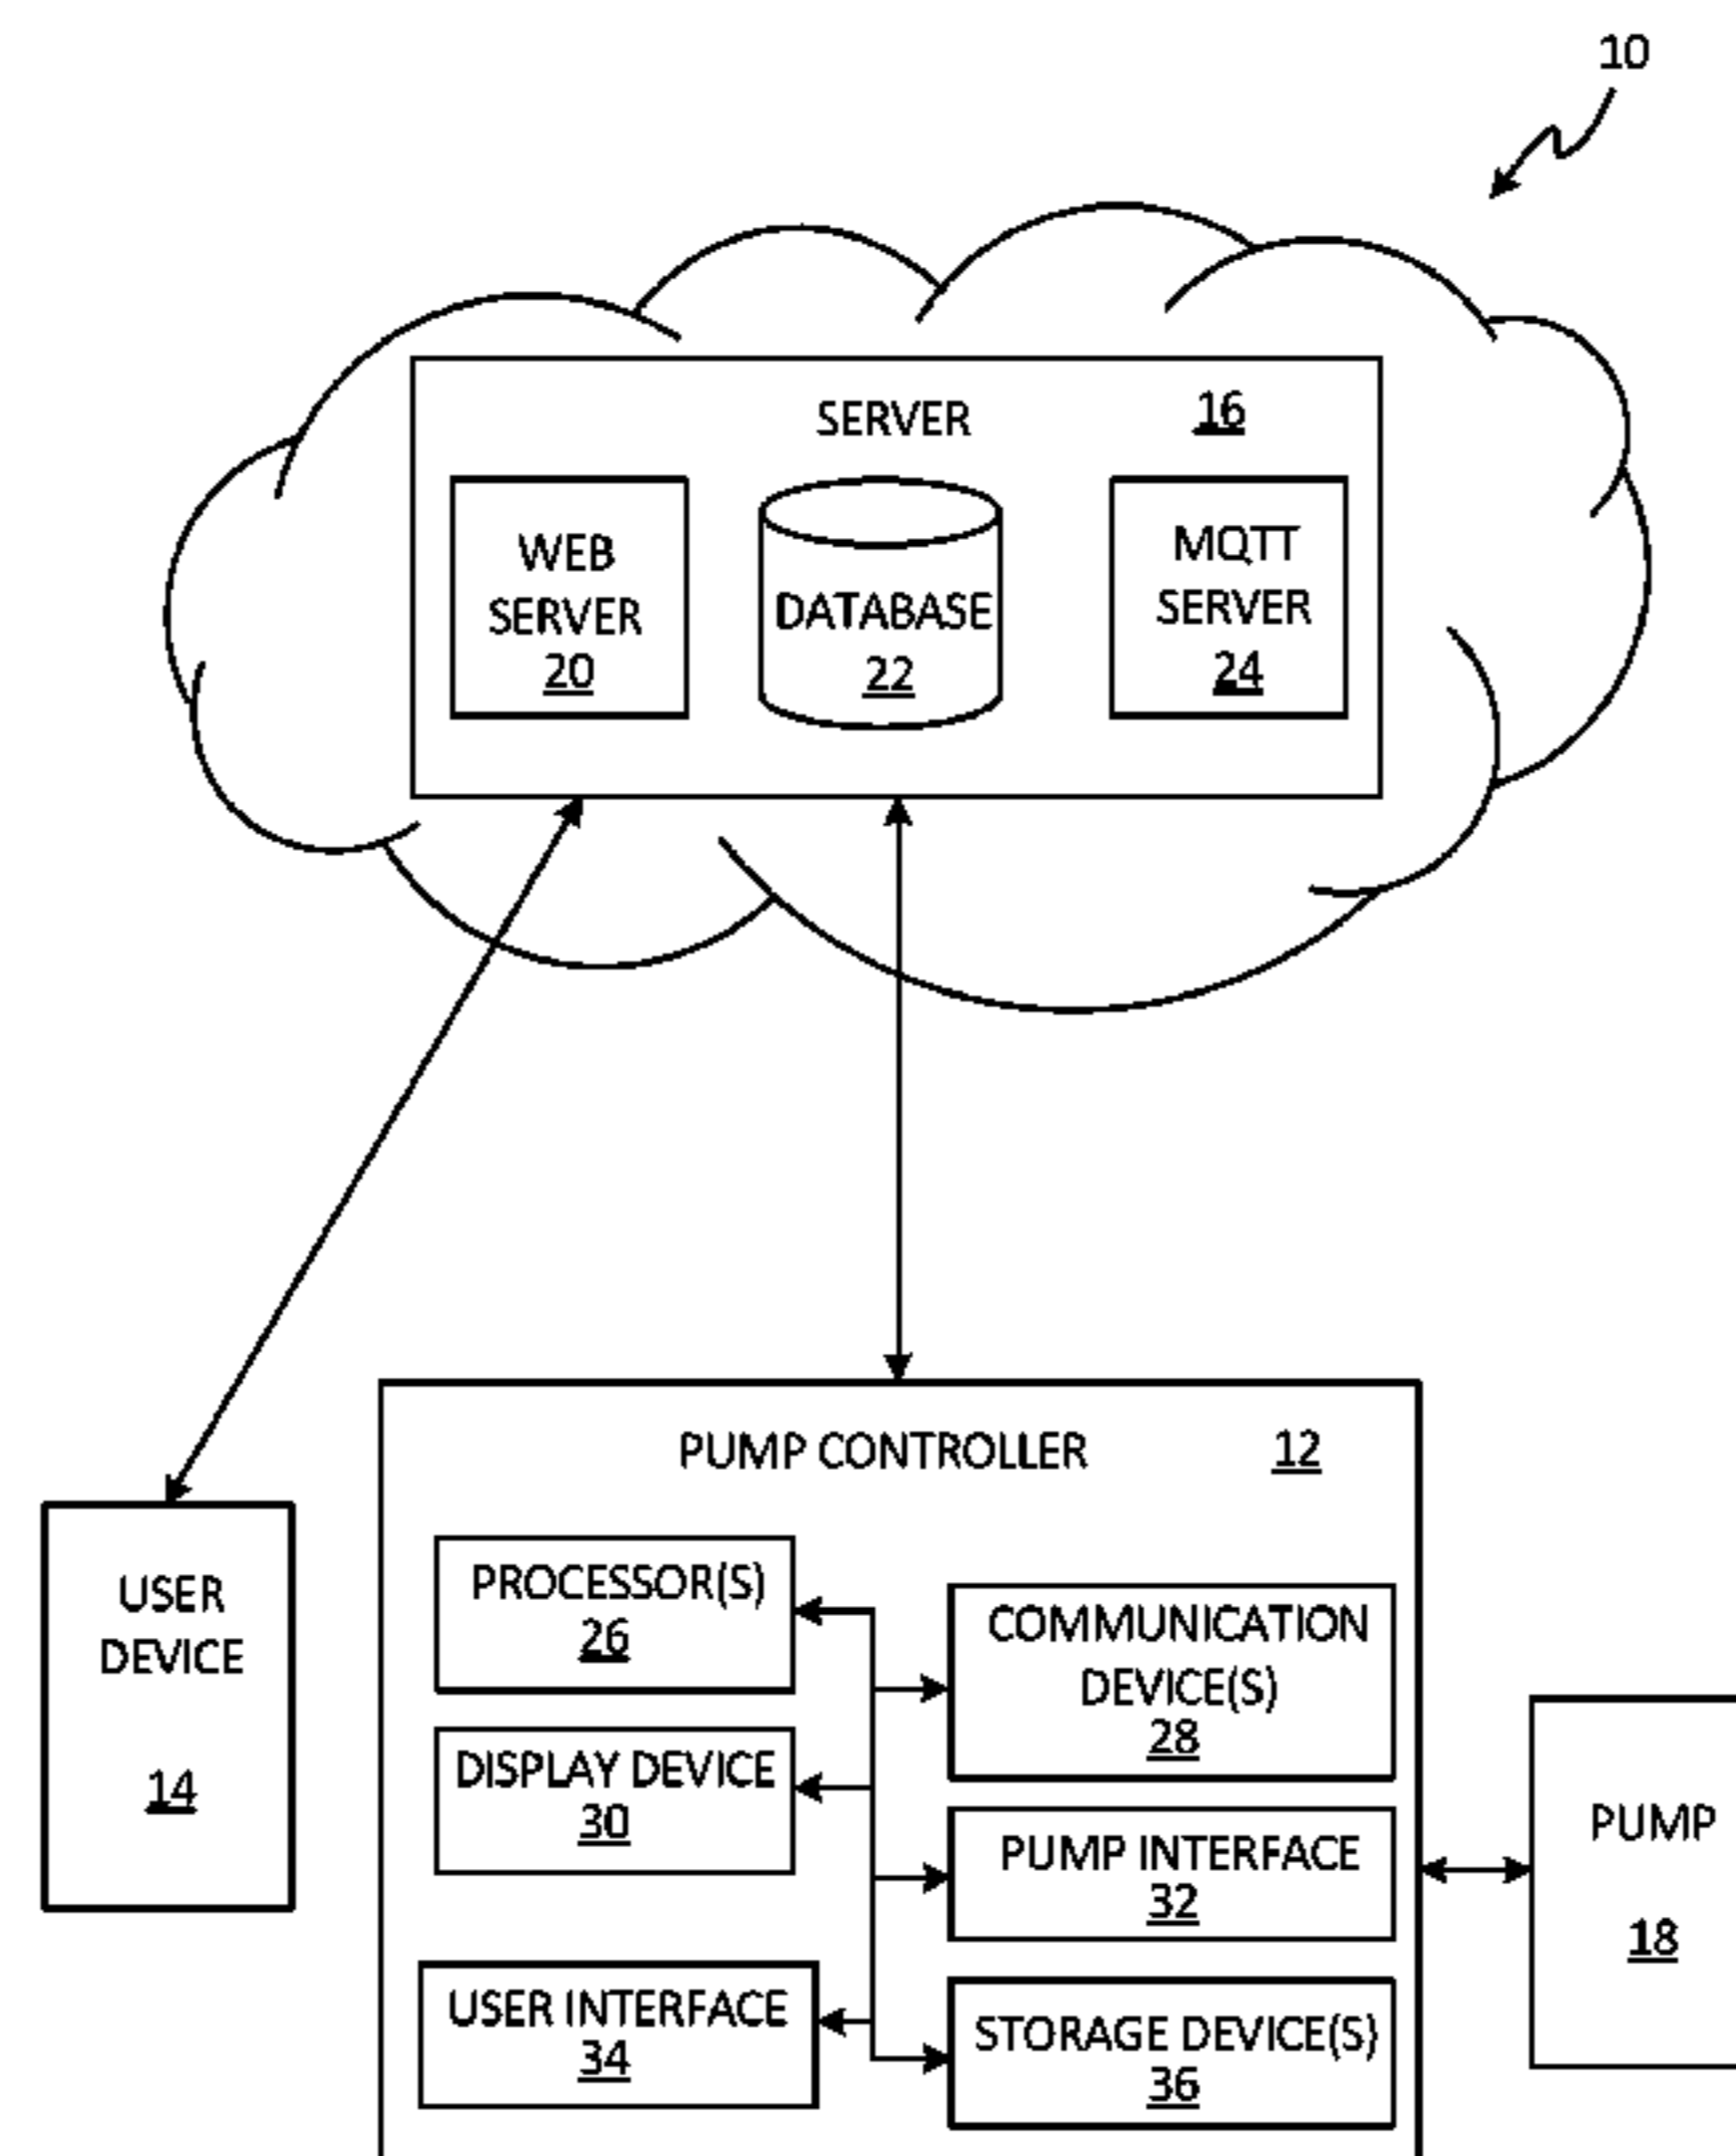 10
SERVER
16
WEB
SERVER
20
DATABASE
22
MQTT
SERVER
24
PUMP CONTROLLER
12
USER
DEVICE
14
PROCESSOR(S)
26
COMMUNICATION
DEVICE(S)
28
DISPLAY DEVICE
30
PUMP INTERFACE
32
USER INTERFACE
34
STORAGE DEVICE(S)
36
PUMP
18